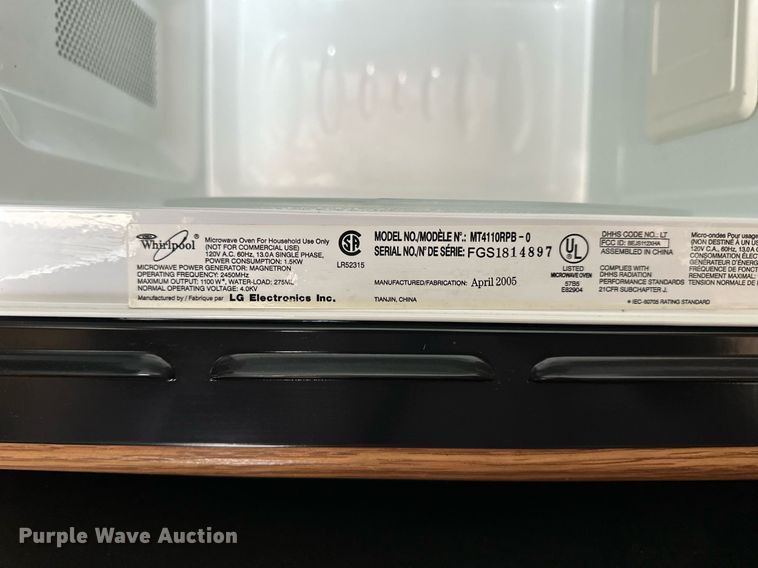 Whirlpool
Microwave Oven For Household Use Only
(NOT FOR COMMERCIAL USE)
120V A.C. 60Hz, 13.0A SINGLE PHASE,
POWER CONSUMPTION: 1.5KW
MICROWAVE POWER GENERATOR: MAGNETRON
OPERATING FREQUENCY: 2450MHz
MAXIMUM OUTPUT: 1100 W*, WATER-LOAD: 275ML
NORMAL OPERATING VOLTAGE: 4.0KV
Manufactured by / Fabrique par LG Electronics Inc.
LR52315
MODEL NO./MODÈLE N°.: MT4110RPB - 0
SERIAL NO./N° DE SÉRIE: FGS1814897
MANUFACTURED/FABRICATION: April 2005
TIANJIN, CHINA
UL
LISTED
MICROWAVE OVEN
57B5
E82904
DHHS CODE NO.: LT
FCC ID: BEJS112XHA
ASSEMBLED IN CHINA
COMPLIES WITH
DHHS RADIATION
PERFORMANCE STANDARDS
21CFR SUBCHAPTER J.
* IEC-60705 RATING STANDARD
Micro-ondes Pour usage
(NON DESTINÉ À UN US
120V C.A., 60Hz, 13.0A
CONSOMMATION ÉLECT
GÉNÉRATEUR D'ÉNERG
FRÉQUENCE DE
RENDEMENT MAXIMAL:
TENSION NORMALE DE
Purple Wave Auction